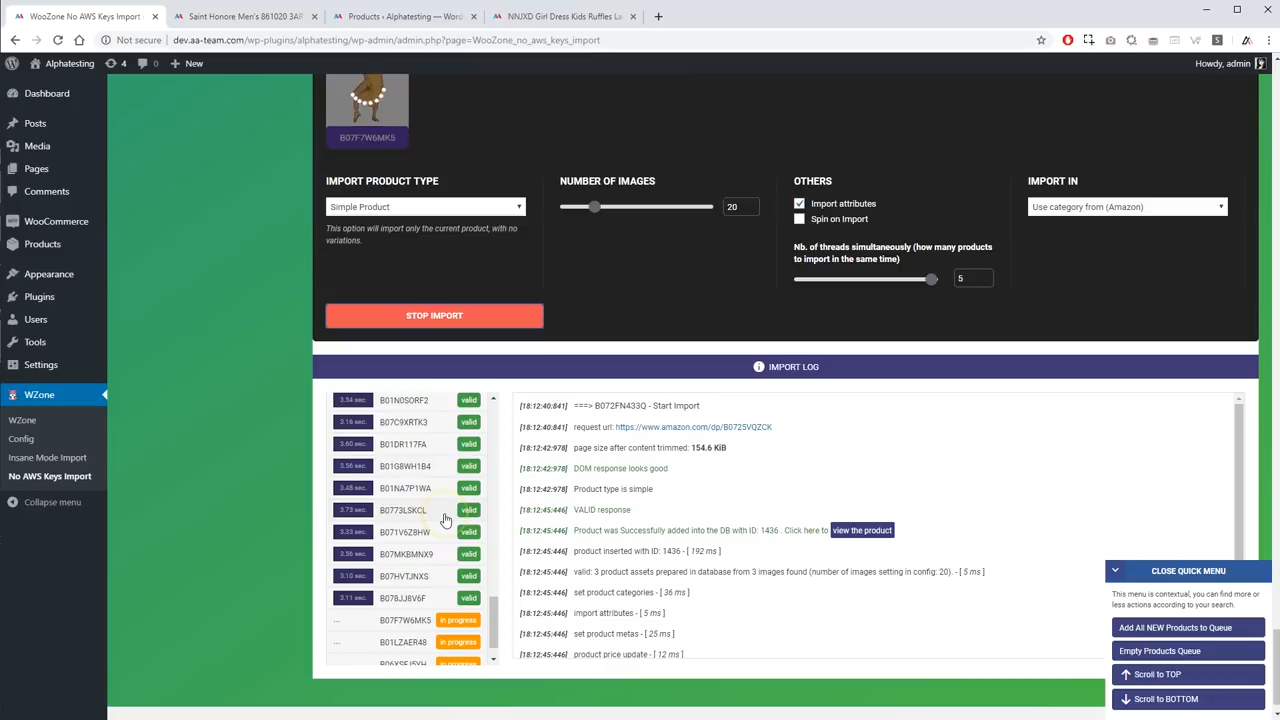 WooZone No AWS Keys Import
Saint Honore Men's 861020 3AR
Products ‹ Alphatesting — Word
NNJXD Girl Dress Kids Ruffles La
Not secure
dev.aa-team.com/wp-plugins/alphatesting/wp-admin/admin.php?page=WooZone_no_aws_keys_import
Alphatesting
4
0
New
Howdy, admin
Dashboard
Posts
Media
Pages
Comments
WooCommerce
Products
Appearance
Plugins
Users
Tools
Settings
WZone
WZone
Config
ane Mode Import
No AWS Keys Import
Collapse menu
B07F7W6MK5
IMPORT PRODUCT TYPE
Simple Product
This option will import only the current product, with no
variations.
NUMBER OF IMAGES
20
OTHERS
Import attributes
Spin on Import
Nb. of threads simultaneously (how many products
to import in the same time)
5
IMPORT IN
Use category from (Amazon)
STOP IMPORT
IMPORT LOG
3.54 sec. B01N0SORF2 valid
3.16 sec. B07C9XRTK3 valid
3.60 sec. B01DR117FA valid
3.56 sec. B01G8WH1B4 valid
3.48 sec. B01NA7P1WA valid
3.73 sec. B0773LSKCL valid
3.33 sec. B071V6Z8HW valid
3.56 sec. B07MKBMNX9 valid
3.10 sec. B07HVTJNXS valid
3.11 sec. B078JJ8V6F valid
... B07F7W6MK5 in progress
... B01LZAER48 in progress
in progress
[18:12:40:841] ===> B072FN433Q - Start Import
[18:12:40:841] request url: https://www.amazon.com/dp/B0725VQZCK
[18:12:42:978] page size after content trimmed: 154.6 KiB
[18:12:42:978] DOM response looks good
[18:12:42:978] Product type is simple
[18:12:45:446] VALID response
[18:12:45:446] Product was Successfully added into the DB with ID: 1436 . Click here to view the product
[18:12:45:446] product inserted with ID: 1436 - [ 192 ms ]
[18:12:45:446] valid: 3 product assets prepared in database from 3 images found (number of images setting in config: 20). - [ 5 ms ]
[18:12:45:446] set product categories - [ 36 ms ]
[18:12:45:446] import attributes - [ 5 ms ]
[18:12:45:446] set product metas - [ 25 ms ]
[18:12:45:446] product price update - [ 12 ms ]
CLOSE QUICK MENU
This menu is contextual, you can find more or
less actions according to your search.
Add All NEW Products to Queue
Empty Products Queue
Scroll to TOP
Scroll to BOTTOM